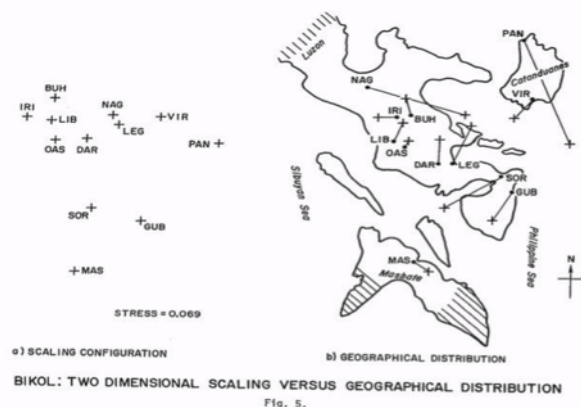 BUH
IRI
LIB
NAG
LEG
VIR
OAS
DAR
PAN
SOR
GUB
MAS
STRESS = 0.069
a) SCALING CONFIGURATION
Luzon
PAN
Catanduanes
NAG
VIR
IRI
BUH
LIB
OAS
DAR
LEG
SOR
GUB
Sibuyan Sea
Philippine Sea
MAS
Masbate
N
b) GEOGRAPHICAL DISTRIBUTION
BIKOL: TWO DIMENSIONAL SCALING VERSUS GEOGRAPHICAL DISTRIBUTION
Fig. 5.